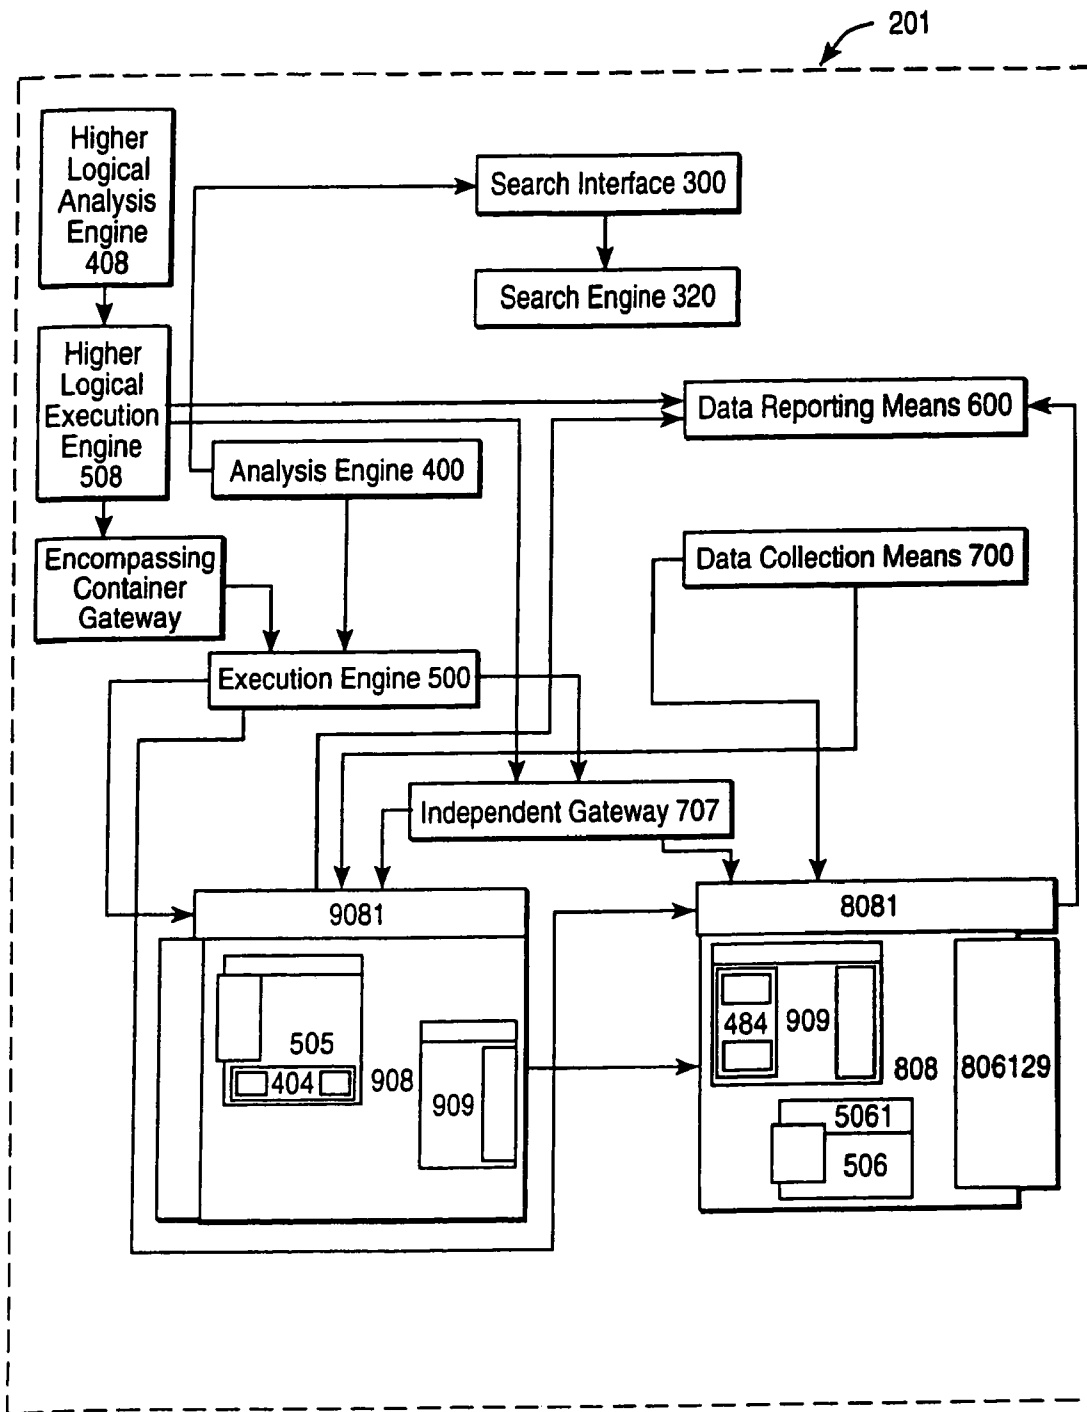 201
Higher
Logical
Analysis
Engine
408
Search Interface 300
Search Engine 320
Higher
Logical
Execution
Engine
508
Data Reporting Means 600
Analysis Engine 400
Encompassing
Container
Gateway
Data Collection Means 700
Execution Engine 500
Independent Gateway 707
9081
505
404
908
909
8081
484
909
808
806129
5061
506